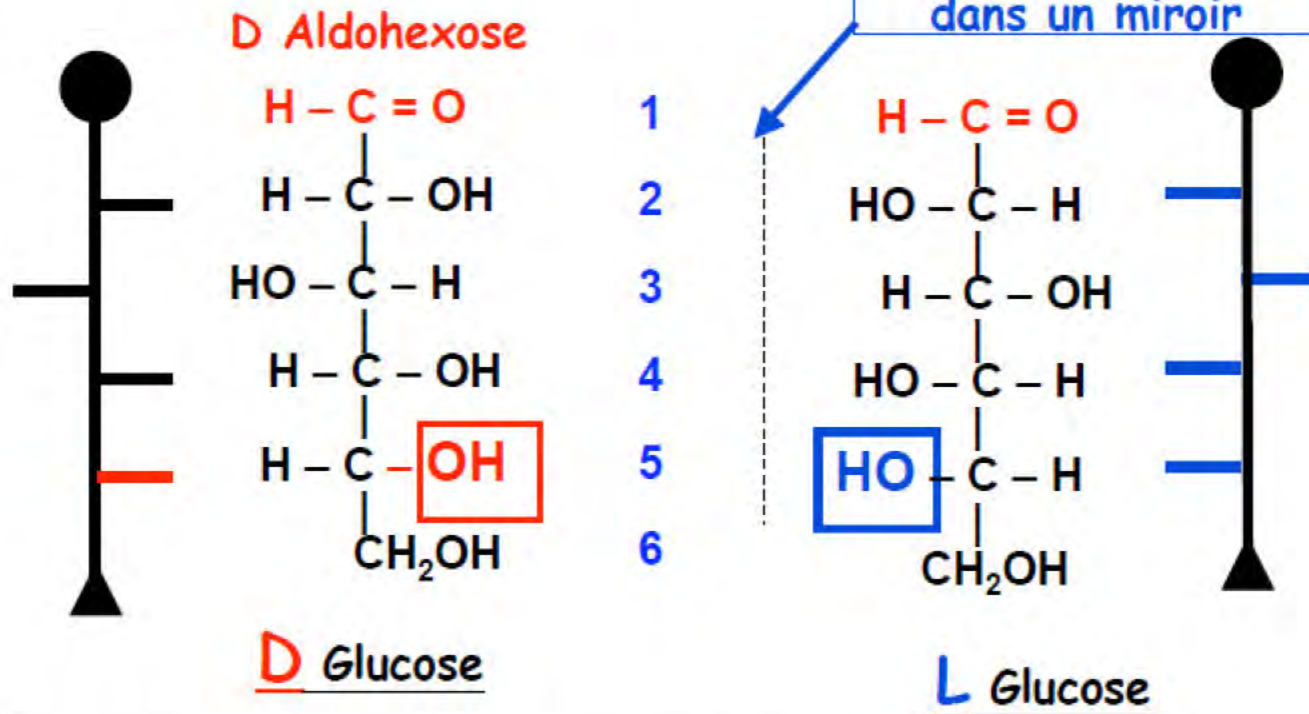 dans un miroir
D Aldohexose
H – C = O
H – C – OH
HO – C – H
H – C – OH
H – C – OH
CH₂OH
D Glucose
1
2
3
4
5
6
H – C = O
HO – C – H
H – C – OH
HO – C – H
HO – C – H
CH₂OH
L Glucose